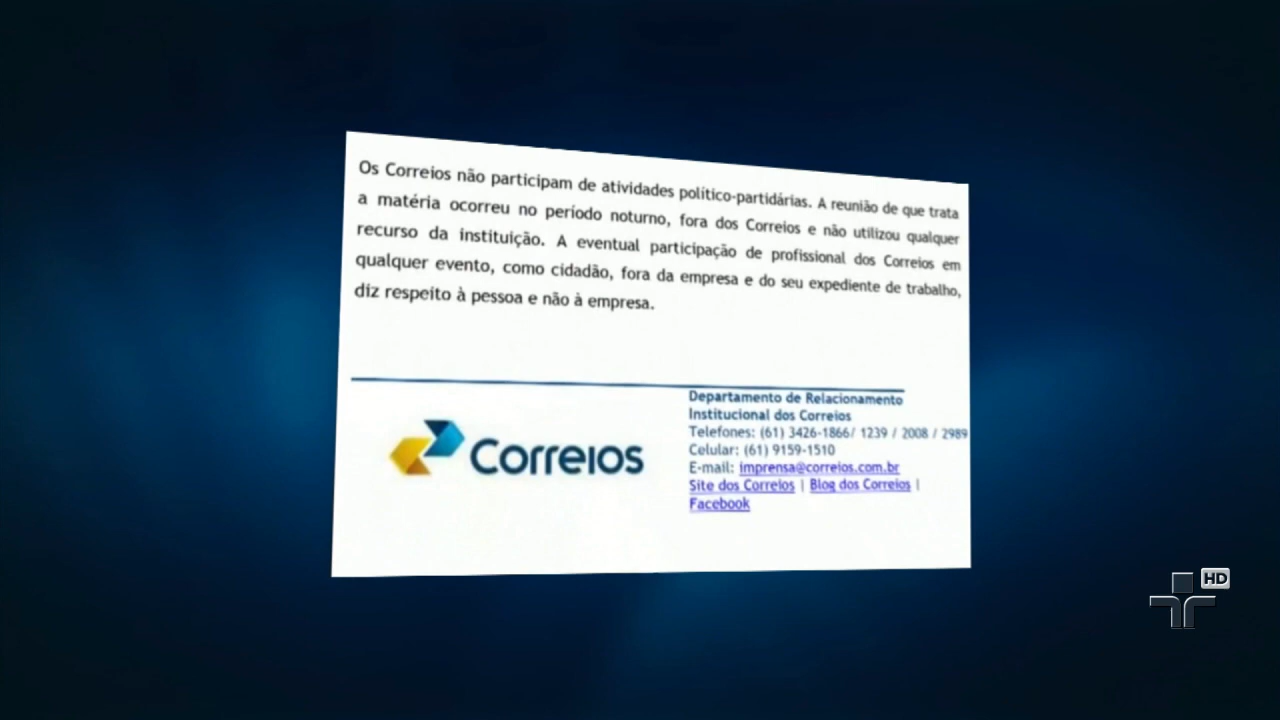 Os Correios não participam de atividades político-partidárias. A reunião de que trata
a matéria ocorreu no período noturno, fora dos Correios e não utilizou qualquer
recurso da instituição. A eventual participação de profissional dos Correios em
qualquer evento, como cidadão, fora da empresa e do seu expediente de trabalho,
diz respeito à pessoa e não à empresa.
Correios
Departamento de Relacionamento
Institucional dos Correios
Telefones: (61) 3426-1866/ 1239 / 2008 / 2989
Celular: (61) 9159-1510
E-mail: imprensa@correios.com.br
Site dos Correios | Blog dos Correios |
Facebook
HD